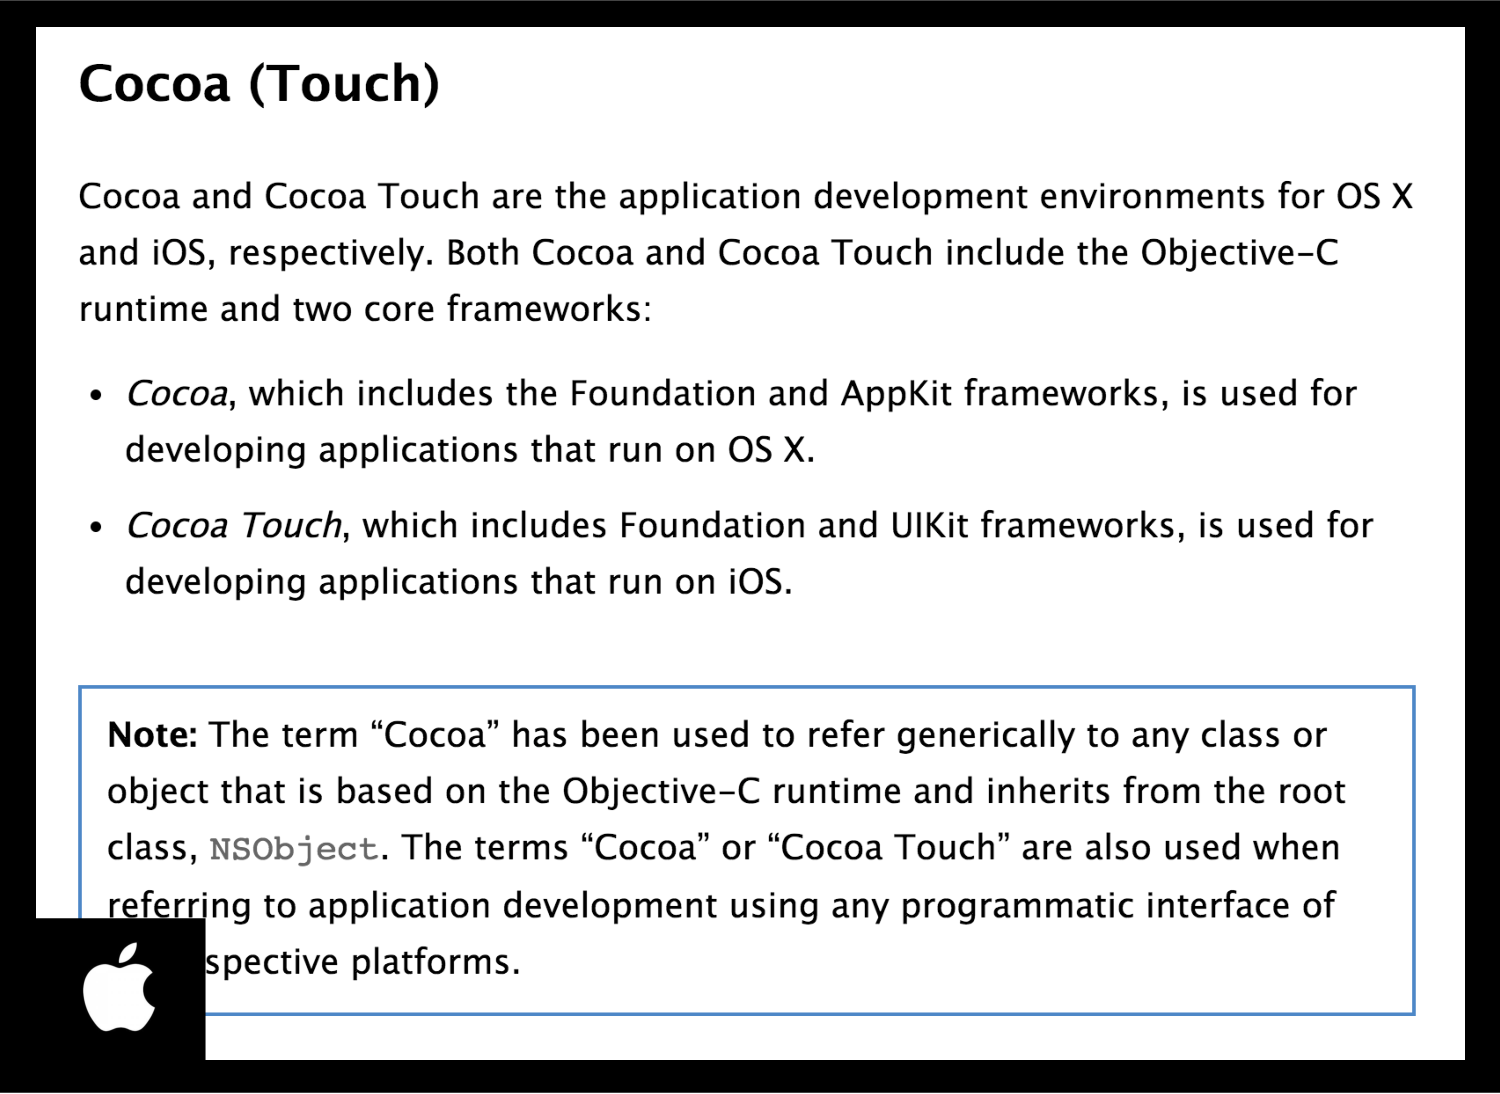 Cocoa (Touch)
Cocoa and Cocoa Touch are the application development environments for OS X
and iOS, respectively. Both Cocoa and Cocoa Touch include the Objective-C
runtime and two core frameworks:
• Cocoa, which includes the Foundation and AppKit frameworks, is used for
developing applications that run on OS X.
• Cocoa Touch, which includes Foundation and UIKit frameworks, is used for
developing applications that run on iOS.
Note: The term “Cocoa” has been used to refer generically to any class or
object that is based on the Objective-C runtime and inherits from the root
class, NSObject. The terms “Cocoa” or “Cocoa Touch” are also used when
referring to application development using any programmatic interface of
platforms.